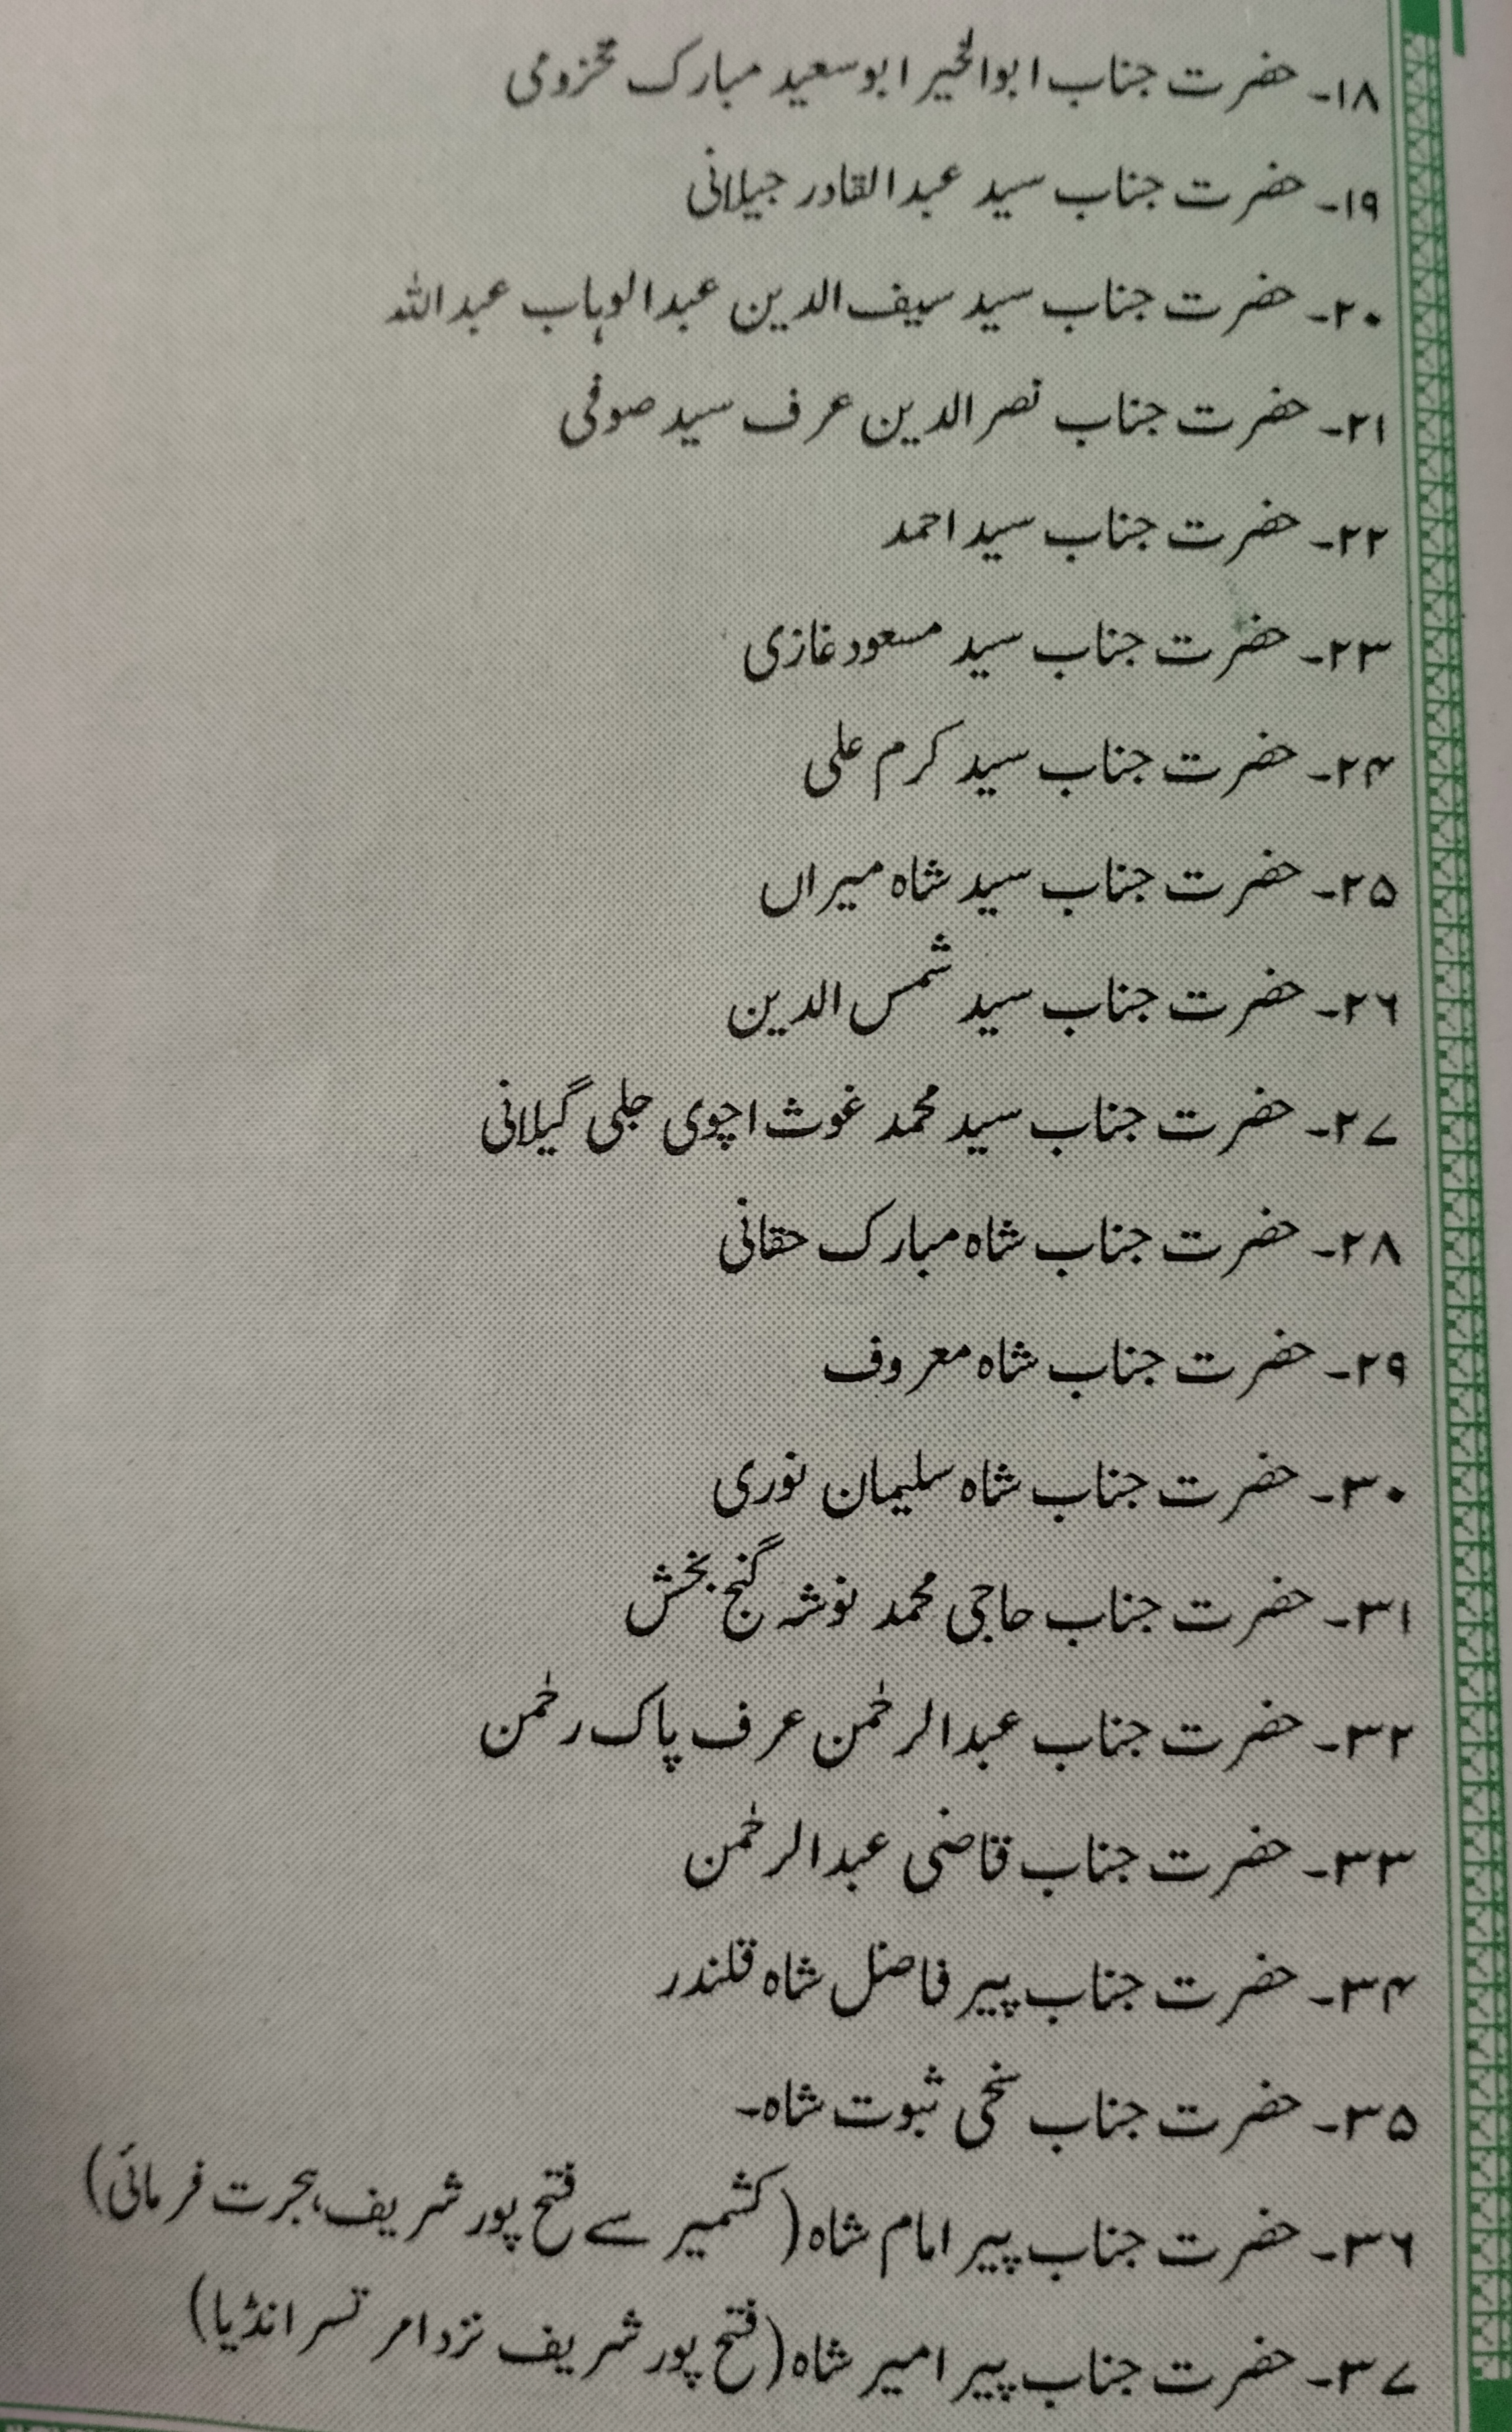 ۱۸۔ حضرت جناب ابوالخیر ابوسعید مبارک مخزومی
۱۹۔ حضرت جناب سید عبدالقادر جیلانی
۲۰۔ حضرت جناب سید سیف الدین عبدالوہاب عبداللہ
۲۱۔ حضرت جناب نصرالدین عرف سید صوفی
۲۲۔ حضرت جناب سید احمد
۲۳۔ حضرت جناب سید مسعود غازی
۲۴۔ حضرت جناب سید کرم علی
۲۵۔ حضرت جناب سید شاہ میراں
۲۶۔ حضرت جناب سید شمس الدین
۲۷۔ حضرت جناب سید محمد غوث اچوی جلی گیلانی
۲۸۔ حضرت جناب شاہ مبارک حقانی
۲۹۔ حضرت جناب شاہ معروف
۳۰۔ حضرت جناب شاہ سلیمان نوری
۳۱۔ حضرت جناب حاجی محمد نوشہ گنج بخش
۳۲۔ حضرت جناب عبدالرحمٰن عرف پاک رحمٰن
۳۳۔ حضرت جناب قاضی عبدالرحمٰن
۳۴۔ حضرت جناب پیر فاضل شاہ قلندر
۳۵۔ حضرت جناب سخی ثبوت شاہ۔
۳۶۔ حضرت جناب پیر امام شاہ (کشمیر سے فتح پور شریف ہجرت فرمائی)
۳۷۔ حضرت جناب پیر امیر شاہ (فتح پور شریف نزد امرتسر انڈیا)